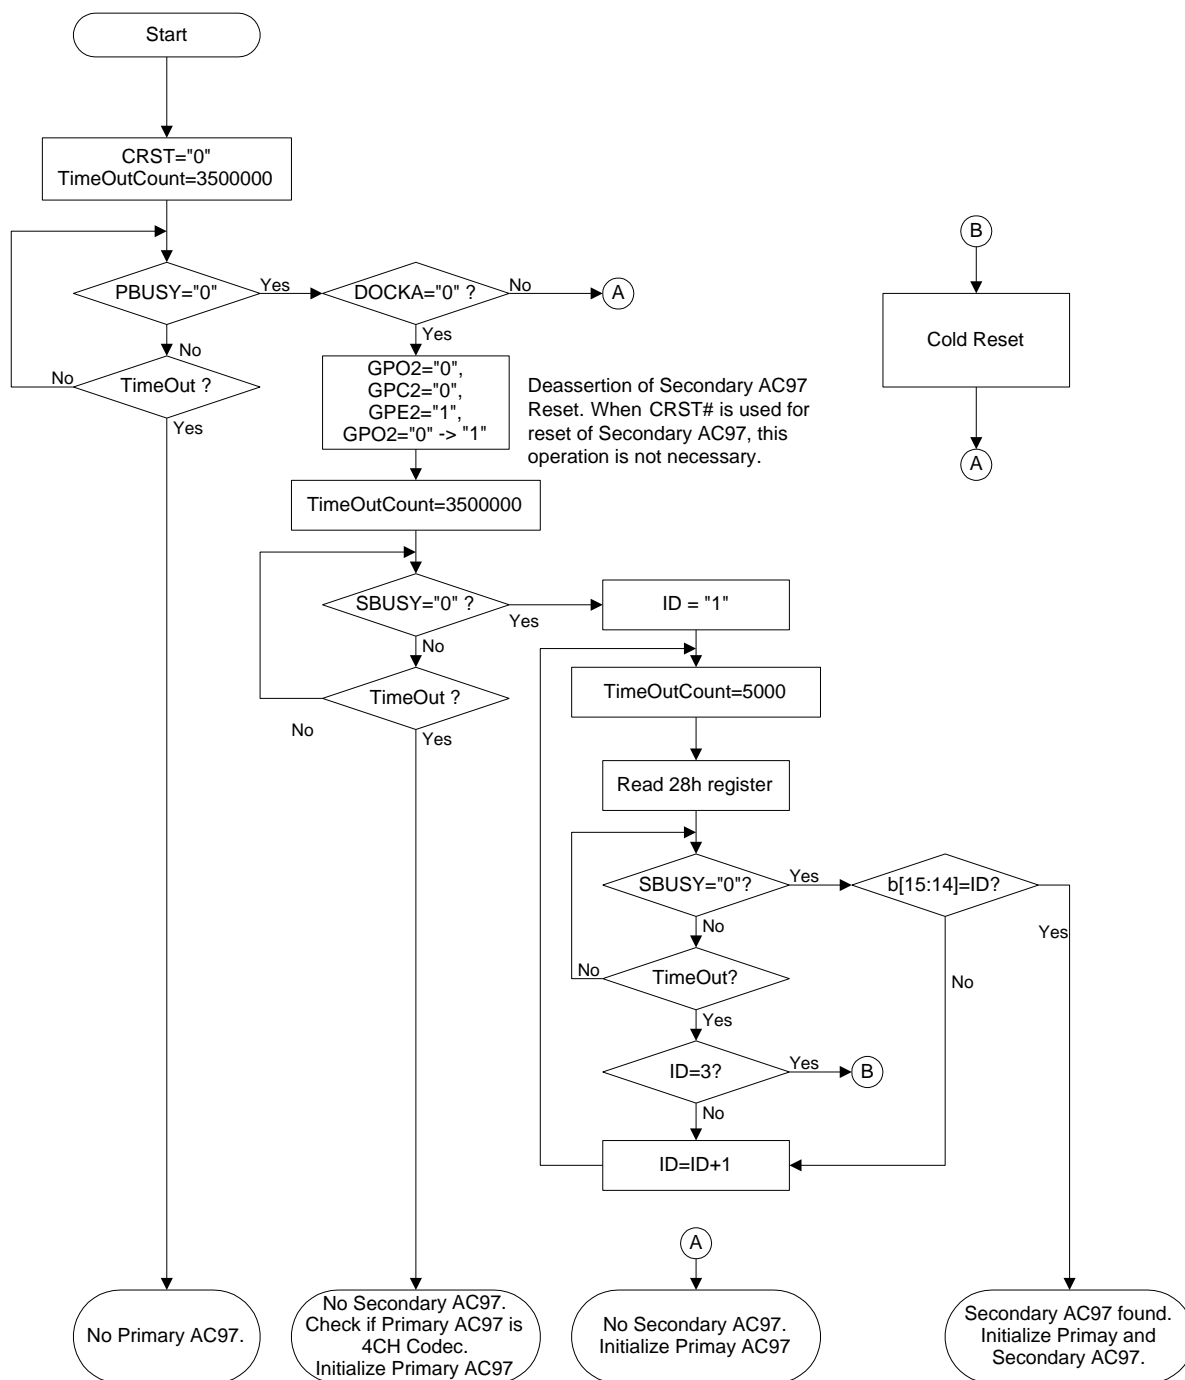 Start
CRST="0"
TimeOutCount=3500000
PBUSY="0"
Yes
No
TimeOut ?
No
Yes
DOCKA="0" ?
No
A
Yes
GPO2="0",
GPC2="0",
GPE2="1",
GPO2="0" -> "1"
Deassertion of Secondary AC97
Reset. When CRST# is used for
reset of Secondary AC97, this
operation is not necessary.
B
Cold Reset
A
TimeOutCount=3500000
SBUSY="0" ?
Yes
No
TimeOut ?
No
Yes
ID = "1"
TimeOutCount=5000
Read 28h register
SBUSY="0"?
Yes
No
b[15:14]=ID?
Yes
No
TimeOut?
No
Yes
ID=3?
Yes
B
No
ID=ID+1
A
No Primary AC97.
No Secondary AC97.
Check if Primary AC97 is
4CH Codec.
Initialize Primary AC97
No Secondary AC97.
Initialize Primay AC97
Secondary AC97 found.
Initialize Primay and
Secondary AC97.